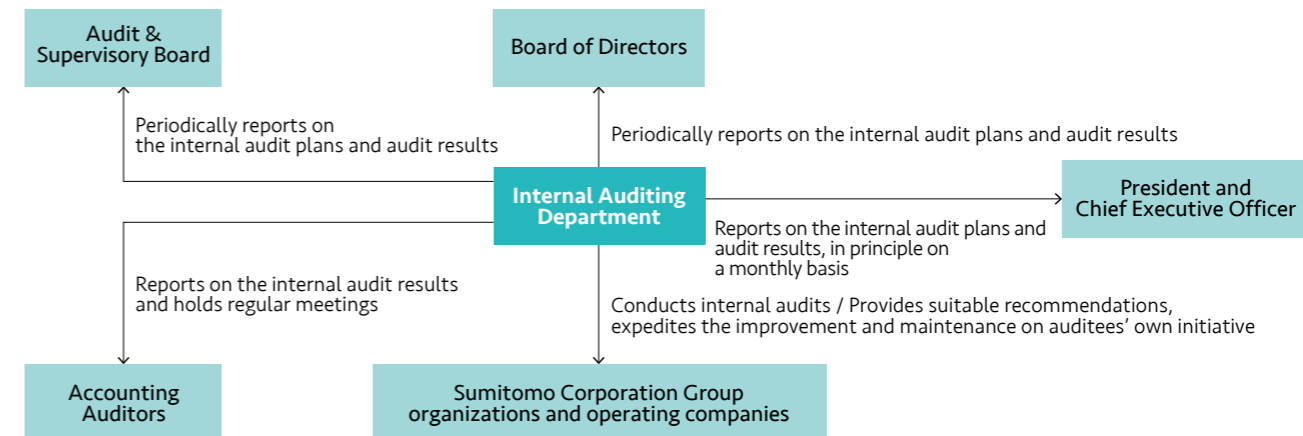 Audit &
Supervisory Board
Board of Directors
Periodically reports on
the internal audit plans and audit results
Periodically reports on the internal audit plans and audit results
Internal Auditing
Department
President and
Chief Executive Officer
Reports on the internal audit plans and
audit results, in principle on
a monthly basis
Reports on the internal audit results
and holds regular meetings
Conducts internal audits / Provides suitable recommendations,
expedites the improvement and maintenance on auditees’ own initiative
Accounting
Auditors
Sumitomo Corporation Group
organizations and operating companies